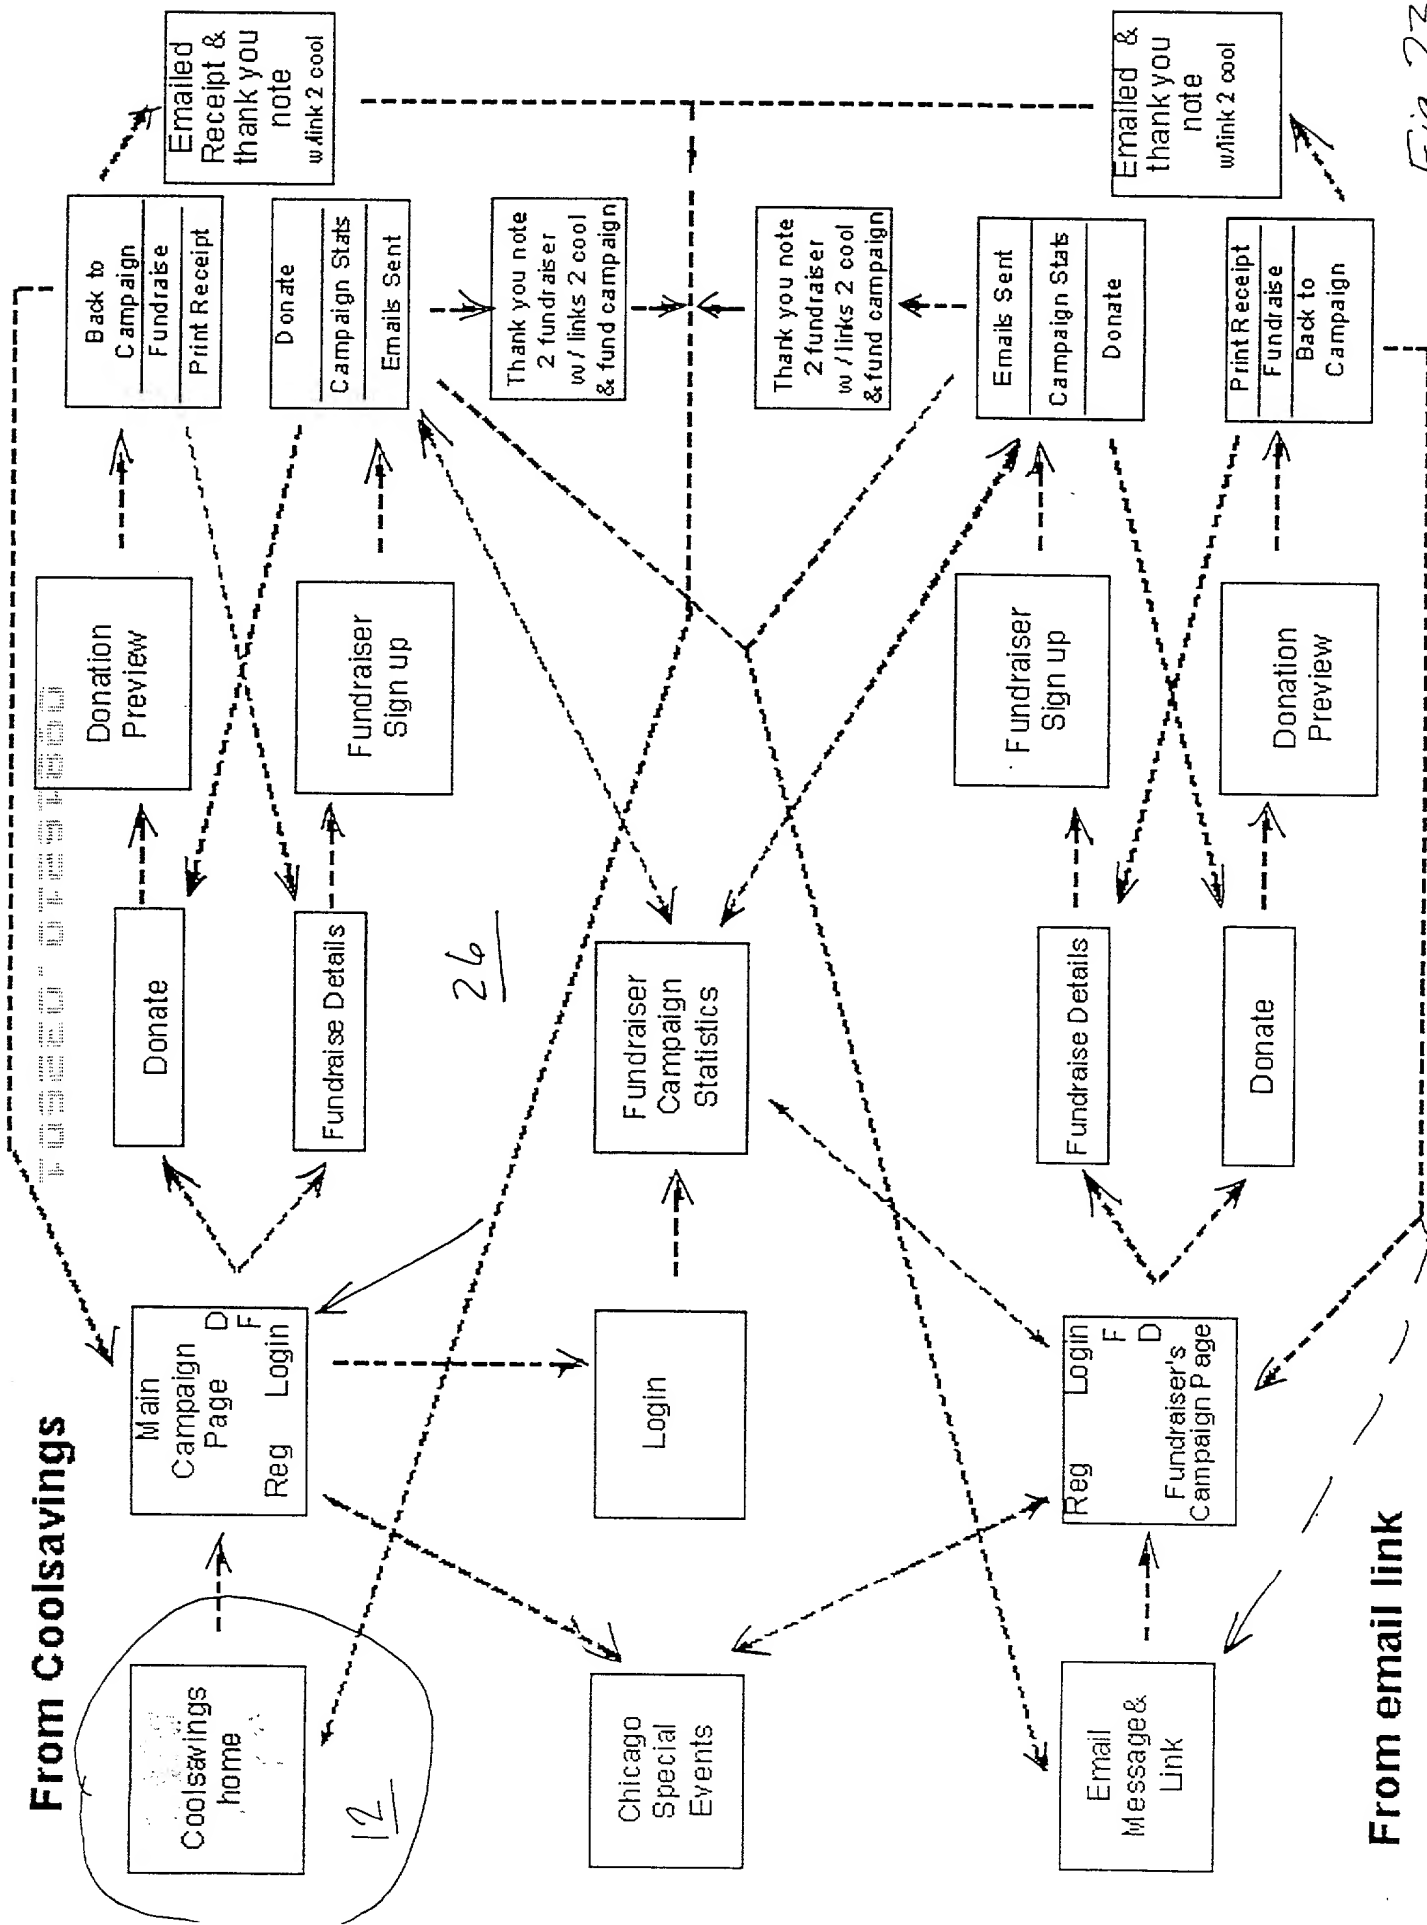 From Coolsavings
Coolsavings
home
12
Main
Campaign
Page
D
F
Reg
Login
Donate
Donation
Preview
Back to
Campaign
Fundraise
Print Receipt
Emailed
Receipt &
thank you
note
w/link 2 cool
Fundraise Details
Fundraiser
Sign up
Donate
Campaign Stats
Emails Sent
26
Thank you note
2 fundraiser
w / links 2 cool
& fund campaign
Chicago
Special
Events
Login
Fundraiser
Campaign
Statistics
Thank you note
2 fundraiser
w / links 2 cool
& fund campaign
Email
Message&
Link
Reg
Login
F
D
Fundraiser's
Campaign Page
Fundraise Details
Fundraiser
Sign up
Emails Sent
Campaign Stats
Donate
Emailed &
thank you
note
w/link 2 cool
Donate
Donation
Preview
Print Receipt
Fundraise
Back to
Campaign
From email link